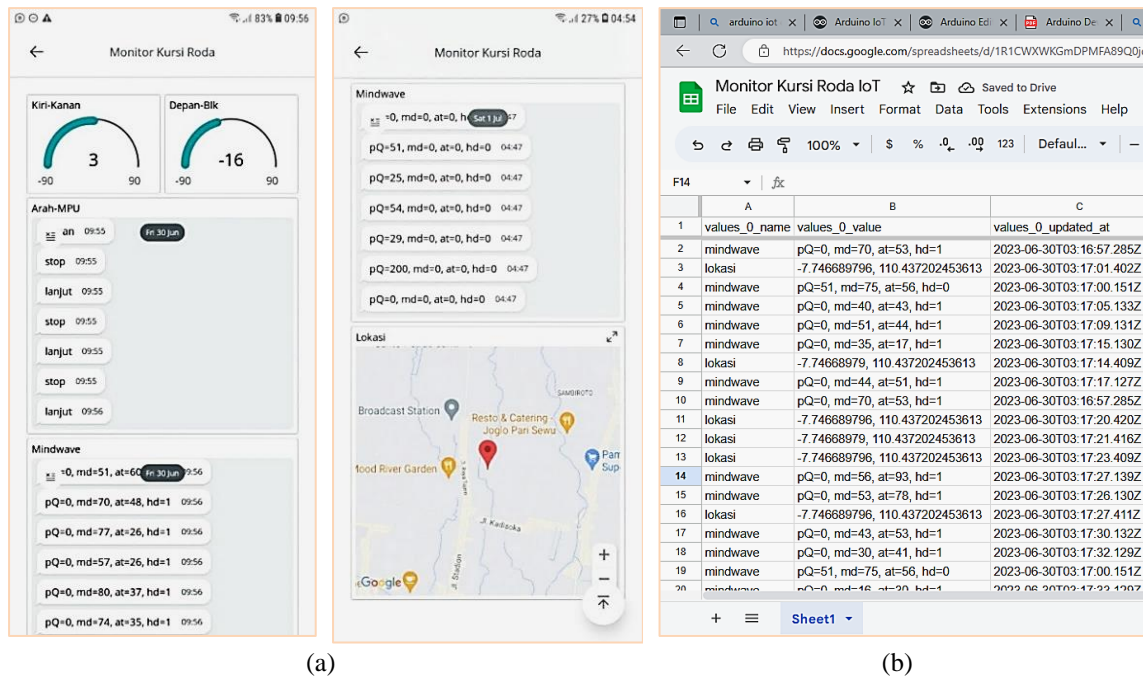 83% 09:56
Monitor Kursi Roda
Kiri-Kanan
3
-90 90
Depan-Blk
-16
-90 90
Arah-MPU
an 09:55
Fri 30 Jun
stop 09:55
lanjut 09:55
stop 09:55
lanjut 09:55
stop 09:55
lanjut 09:56
Mindwave
=0, md=51, at=60 9:56
Fri 30 Jun
pQ=0, md=70, at=48, hd=1 09:56
pQ=0, md=77, at=26, hd=1 09:56
pQ=0, md=57, at=26, hd=1 09:56
pQ=0, md=80, at=37, hd=1 09:56
pQ=0, md=74, at=35, hd=1 09:56
27% 04:54
Monitor Kursi Roda
Mindwave
=0, md=0, at=0, h 47
Sat 1 Jul
pQ=51, md=0, at=0, hd=0 04:47
pQ=25, md=0, at=0, hd=0 04:47
pQ=54, md=0, at=0, hd=0 04:47
pQ=29, md=0, at=0, hd=0 04:47
pQ=200, md=0, at=0, hd=0 04:47
pQ=0, md=0, at=0, hd=0 04:47
Lokasi
SAMBIROTO
Broadcast Station
Resto & Catering -
Joglo Pari Sewu
Mood River Garden
Pam
Sup
Jl. Kadisoka
Jl. Stadion
Google
+
−
(a)
arduino iot × Arduino IoT × Arduino Edi × Arduino De ×
https://docs.google.com/spreadsheets/d/1R1CWXWKGmDPMFA89Q0j
Monitor Kursi Roda IoT Saved to Drive
File Edit View Insert Format Data Tools Extensions Help
100% $ % .0 .00 123 Defaul... −
F14 fx
A B C
1 values_0_name values_0_value values_0_updated_at
2 mindwave pQ=0, md=70, at=53, hd=1 2023-06-30T03:16:57.285Z
3 lokasi -7.746689796, 110.437202453613 2023-06-30T03:17:01.402Z
4 mindwave pQ=51, md=75, at=56, hd=0 2023-06-30T03:17:00.151Z
5 mindwave pQ=0, md=40, at=43, hd=1 2023-06-30T03:17:05.133Z
6 mindwave pQ=0, md=51, at=44, hd=1 2023-06-30T03:17:09.131Z
7 mindwave pQ=0, md=35, at=17, hd=1 2023-06-30T03:17:15.130Z
8 lokasi -7.74668979, 110.437202453613 2023-06-30T03:17:14.409Z
9 mindwave pQ=0, md=44, at=51, hd=1 2023-06-30T03:17:17.127Z
10 mindwave pQ=0, md=70, at=53, hd=1 2023-06-30T03:16:57.285Z
11 lokasi -7.746689796, 110.437202453613 2023-06-30T03:17:20.420Z
12 lokasi -7.74668979, 110.437202453613 2023-06-30T03:17:21.416Z
13 lokasi -7.746689796, 110.437202453613 2023-06-30T03:17:23.409Z
14 mindwave pQ=0, md=56, at=93, hd=1 2023-06-30T03:17:27.139Z
15 mindwave pQ=0, md=53, at=78, hd=1 2023-06-30T03:17:26.130Z
16 lokasi -7.746689796, 110.437202453613 2023-06-30T03:17:27.411Z
17 mindwave pQ=0, md=43, at=53, hd=1 2023-06-30T03:17:30.132Z
18 mindwave pQ=0, md=30, at=41, hd=1 2023-06-30T03:17:32.129Z
19 mindwave pQ=51, md=75, at=56, hd=0 2023-06-30T03:17:00.151Z
20 mindwave pQ=0, md=16, at=30, hd=1 2023-06-30T03:17:33.129Z
+ Sheet1
(b)